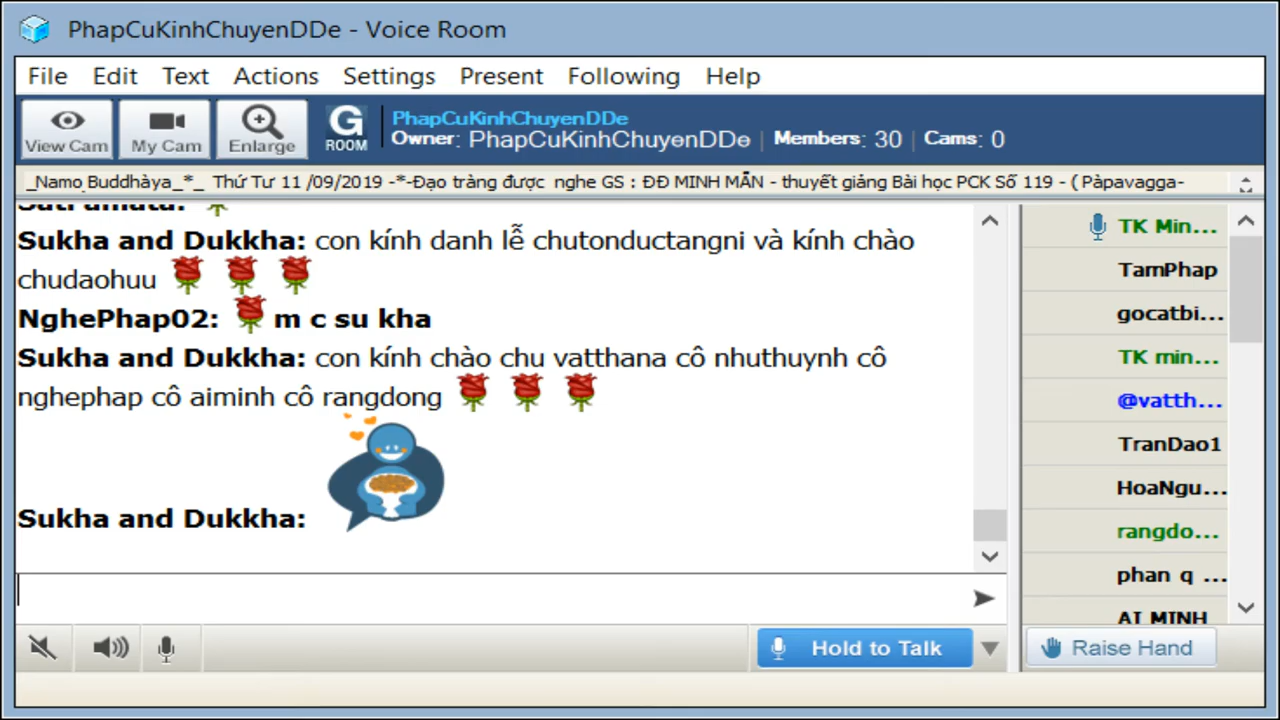 PhapCuKinhChuyenDDe - Voice Room
File Edit Text Actions Settings Present Following Help
View Cam My Cam Enlarge G ROOM
PhapCuKinhChuyenDDe
Owner: PhapCuKinhChuyenDDe | Members: 30 | Cams: 0
_Namo Buddhàya_*_ Thứ Tư 11 /09/2019 -*-Đạo tràng được nghe GS : ĐĐ MINH MẪN - thuyết giảng Bài học PCK Số 119 - ( Pàpavagga-
Sukha and Dukkha: con kính danh lễ chutonductangni và kính chào
chudaohuu
NghePhap02: m c su kha
Sukha and Dukkha: con kính chào chu vatthana cô nhuthuynh cô
nghephap cô aiminh cô rangdong
Sukha and Dukkha:
TK Min...
TamPhap
gocatbi...
TK min...
@vatth...
TranDao1
HoaNgu...
rangdo...
phan q ...
AI MINH
Hold to Talk
Raise Hand